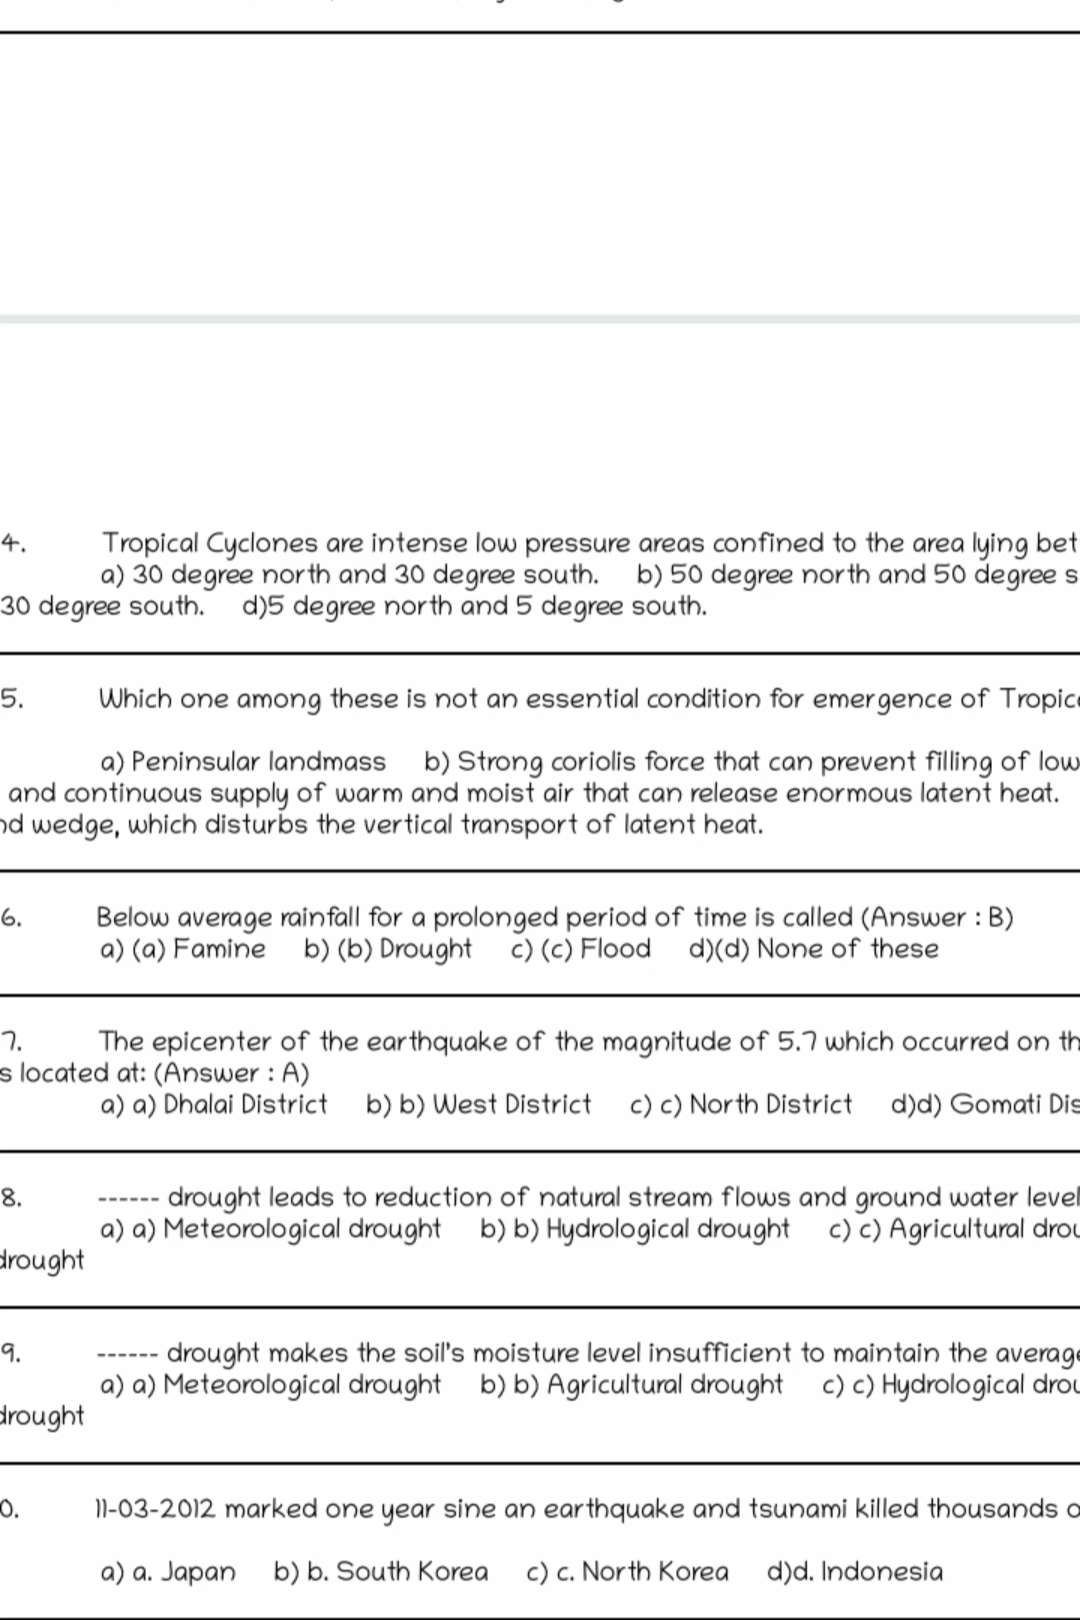 4. Tropical Cyclones are intense low pressure areas confined to the area lying bet
a) 30 degree north and 30 degree south. b) 50 degree north and 50 degree s
30 degree south. d)5 degree north and 5 degree south.
5. Which one among these is not an essential condition for emergence of Tropic
a) Peninsular landmass b) Strong coriolis force that can prevent filling of low
and continuous supply of warm and moist air that can release enormous latent heat.
nd wedge, which disturbs the vertical transport of latent heat.
6. Below average rainfall for a prolonged period of time is called (Answer : B)
a) (a) Famine b) (b) Drought c) (c) Flood d)(d) None of these
7. The epicenter of the earthquake of the magnitude of 5.7 which occurred on th
s located at: (Answer : A)
a) a) Dhalai District b) b) West District c) c) North District d)d) Gomati Dis
8. ------ drought leads to reduction of natural stream flows and ground water level
a) a) Meteorological drought b) b) Hydrological drought c) c) Agricultural drou
drought
9. ------ drought makes the soil's moisture level insufficient to maintain the average
a) a) Meteorological drought b) b) Agricultural drought c) c) Hydrological drou
drought
0. 11-03-2012 marked one year sine an earthquake and tsunami killed thousands o
a) a. Japan b) b. South Korea c) c. North Korea d)d. Indonesia